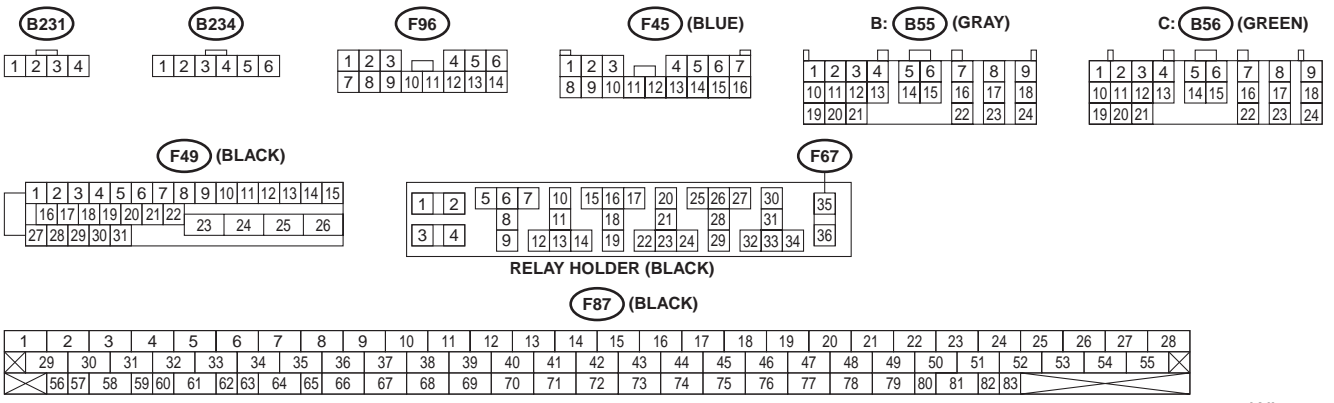 B231 B234 F96 F45 (BLUE) B: B55 (GRAY) C: B56 (GREEN)
1 2 3 4
1 2 3 4 5 6
1 2 3 4 5 6
7 8 9 10 11 12 13 14
1 2 3 4 5 6 7
8 9 10 11 12 13 14 15 16
1 2 3 4 5 6 7 8 9
10 11 12 13 14 15 16 17 18
19 20 21 22 23 24
1 2 3 4 5 6 7 8 9
10 11 12 13 14 15 16 17 18
19 20 21 22 23 24
F49 (BLACK)
1 2 3 4 5 6 7 8 9 10 11 12 13 14 15
16 17 18 19 20 21 22 23 24 25 26
27 28 29 30 31
F67
1 2 5 6 7 10 15 16 17 20 25 26 27 30 35
8 11 18 21 28 31
3 4 9 12 13 14 19 22 23 24 29 32 33 34 36
RELAY HOLDER (BLACK)
F87 (BLACK)
1 2 3 4 5 6 7 8 9 10 11 12 13 14 15 16 17 18 19 20 21 22 23 24 25 26 27 28
29 30 31 32 33 34 35 36 37 38 39 40 41 42 43 44 45 46 47 48 49 50 51 52 53 54 55
56 57 58 59 60 61 62 63 64 65 66 67 68 69 70 71 72 73 74 75 76 77 78 79 80 81 82 83